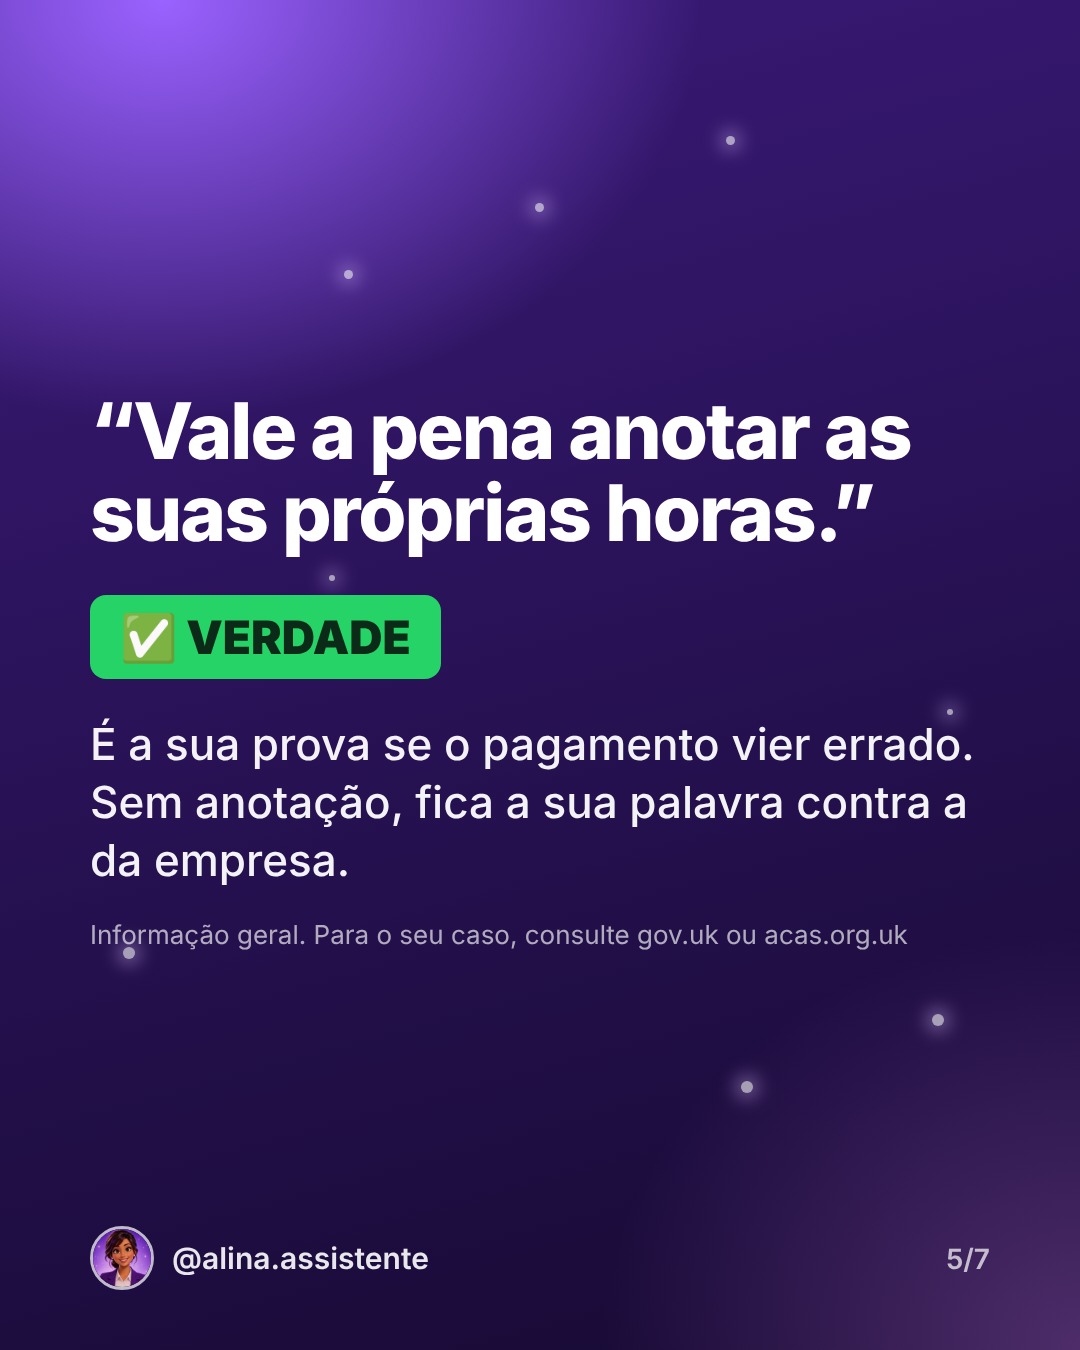 “Vale a pena anotar as
suas próprias horas.”
✅ VERDADE
É a sua prova se o pagamento vier errado.
Sem anotação, fica a sua palavra contra a
da empresa.
Informação geral. Para o seu caso, consulte gov.uk ou acas.org.uk
@alina.assistente
5/7